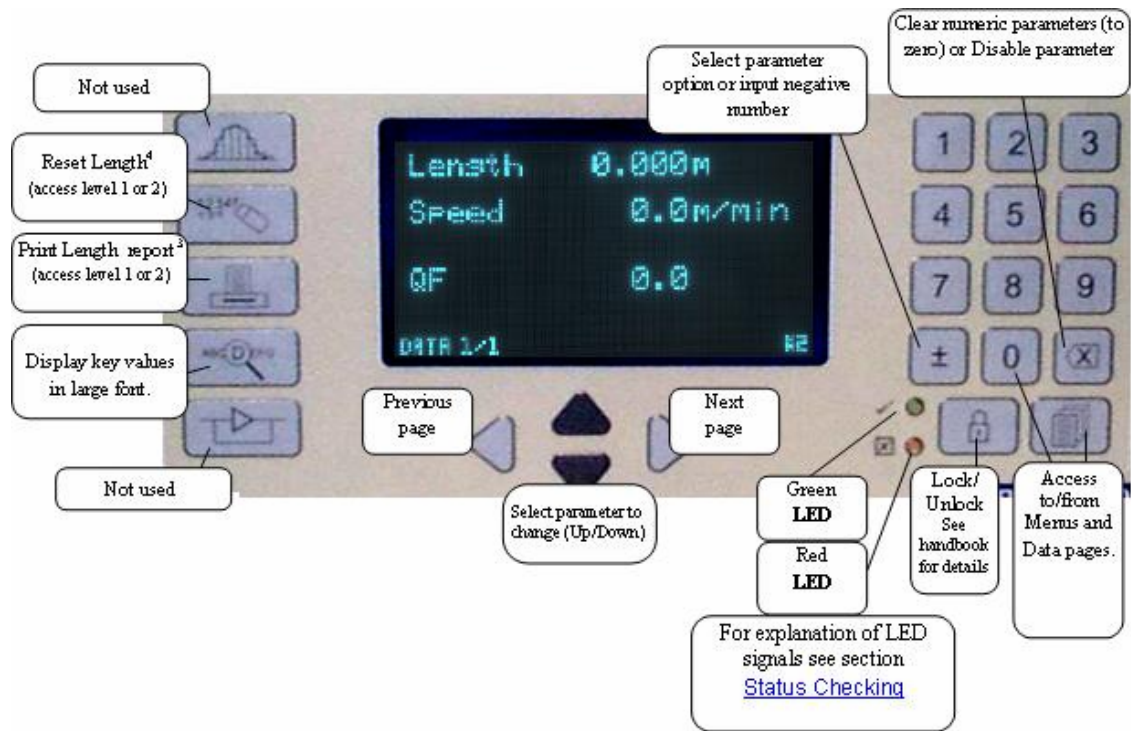 Clear numeric parameters (to
zero) or Disable parameter
Select parameter
option or input negative
number
Not used
Reset Length4
(access level 1 or 2)
Print Length report3
(access level 1 or 2)
Display key values
in large font.
Not used
Length 0.000m
Speed 0.0m/min
QF 0.0
DATA 1/1
1 2 3
4 5 6
7 8 9
± 0 X
Previous
page
Next
page
Select parameter to
change (Up/Down)
Green
LED
Red
LED
Lock/
Unlock
See
handbook
for details
Access
to/from
Menus and
Data pages.
For explanation of LED
signals see section
Status Checking